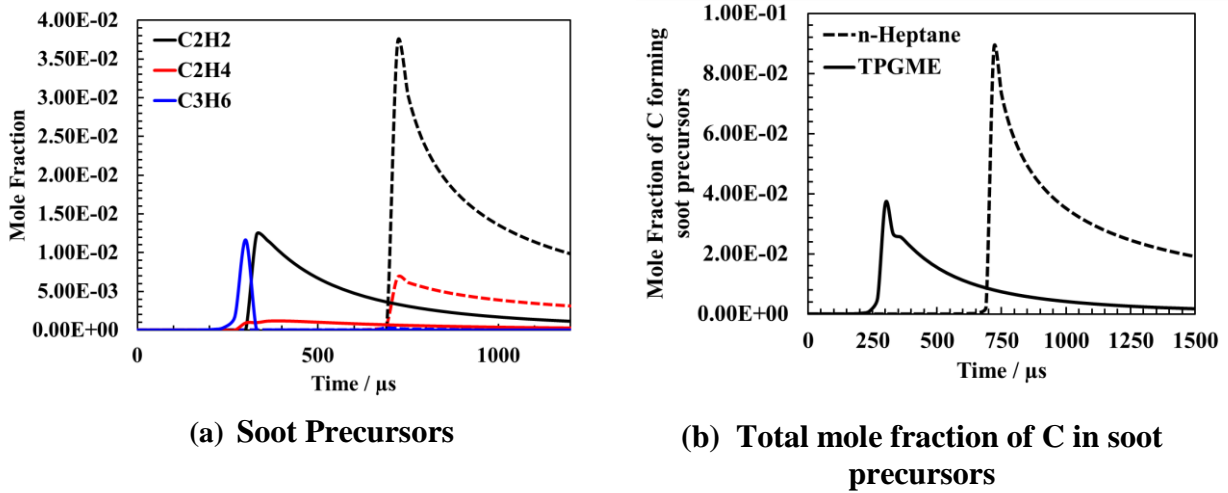 4.00E-02
3.50E-02
3.00E-02
2.50E-02
2.00E-02
1.50E-02
1.00E-02
5.00E-03
0.00E+00
Mole Fraction
C2H2
C2H4
C3H6
0 500 1000
Time / µs
(a) Soot Precursors
1.00E-01
8.00E-02
6.00E-02
4.00E-02
2.00E-02
0.00E+00
Mole Fraction of C forming
soot precursors
n-Heptane
TPGME
0 250 500 750 1000 1250 1500
Time / µs
(b) Total mole fraction of C in soot
precursors